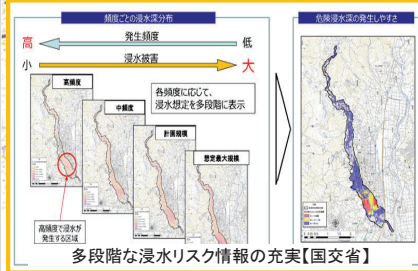 頻度ごとの浸水深分布
高
発生頻度
低
小
浸水被害
大
各頻度に応じて、
浸水想定を多段階に表示
高頻度
中頻度
計画規模
想定最大規模
高頻度で浸水が
発生する区域
危険浸水深の発生しやすさ
多段階な浸水リスク情報の充実【国交省】